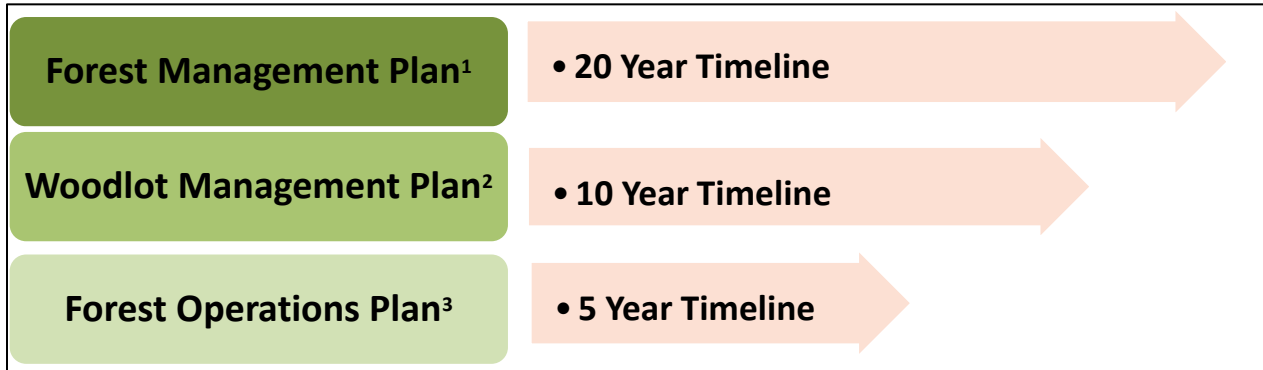 Forest Management Plan¹
• 20 Year Timeline
Woodlot Management Plan²
• 10 Year Timeline
Forest Operations Plan³
• 5 Year Timeline